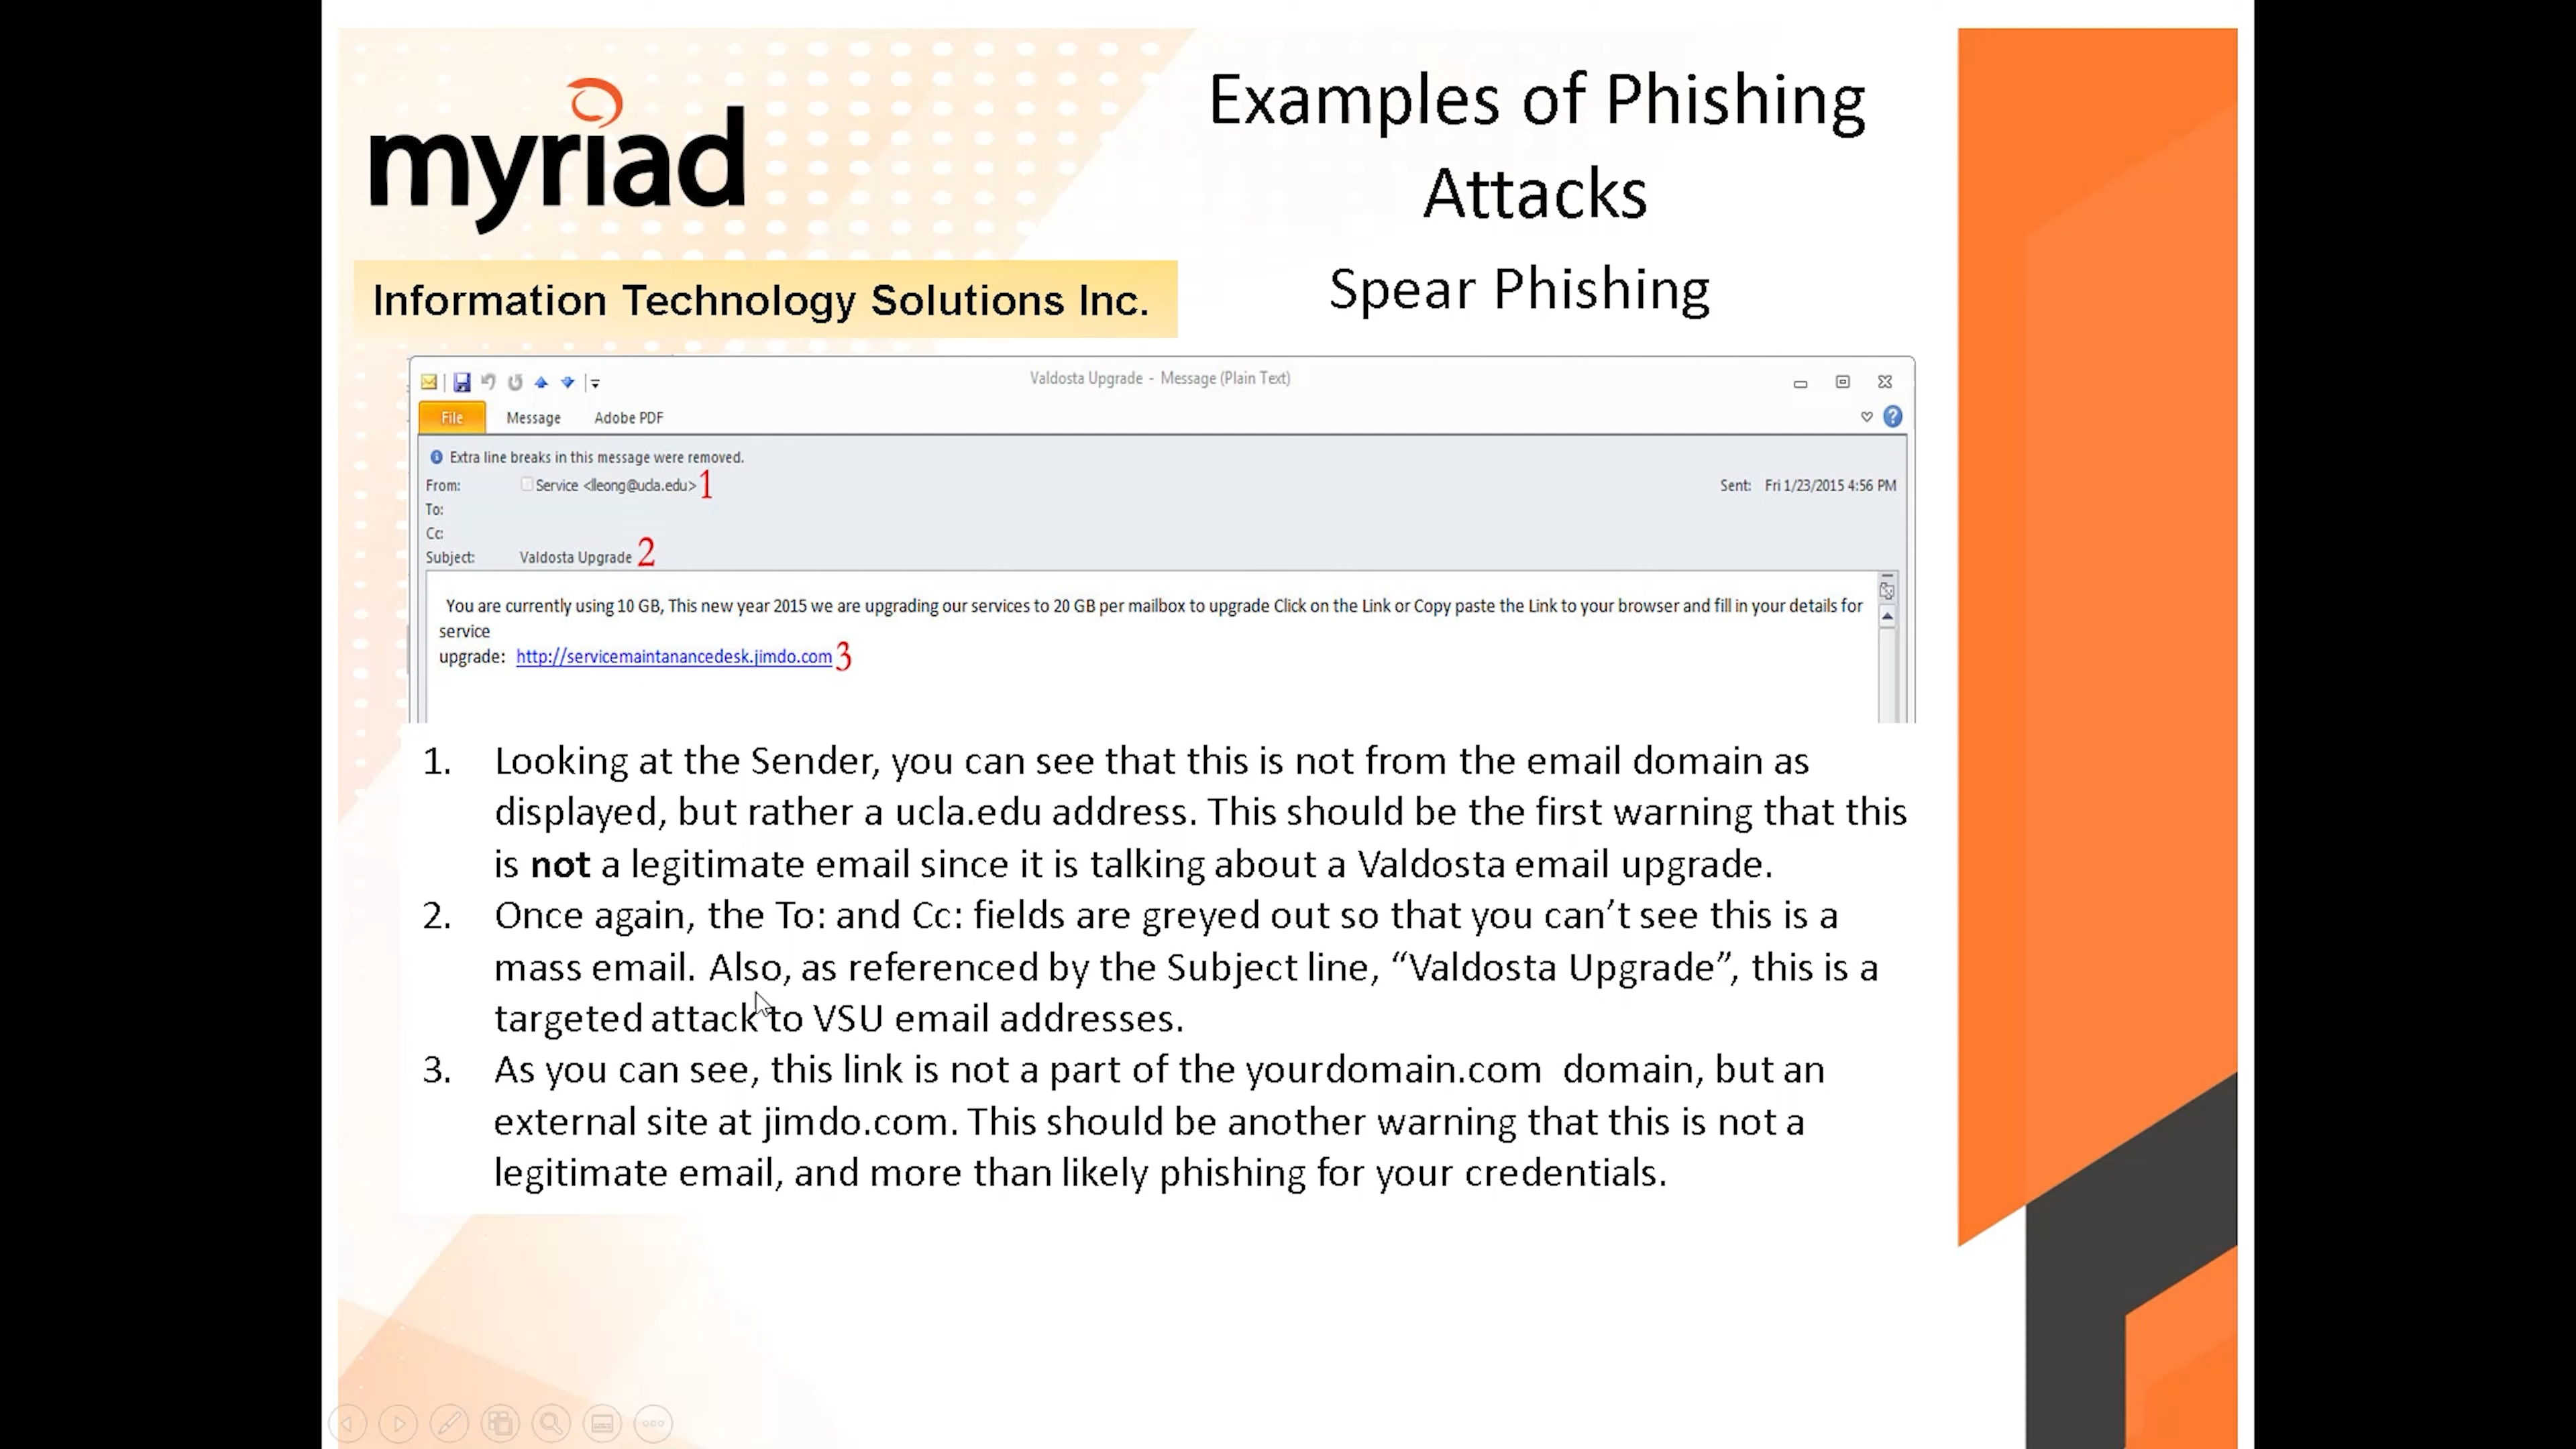 myriad
Information Technology Solutions Inc.
Examples of Phishing
Attacks
Spear Phishing
Valdosta Upgrade - Message (Plain Text)
File Message Adobe PDF
Extra line breaks in this message were removed.
From: Service <lleong@ucla.edu> 1 Sent: Fri 1/23/2015 4:56 PM
To:
Cc:
Subject: Valdosta Upgrade 2
You are currently using 10 GB, This new year 2015 we are upgrading our services to 20 GB per mailbox to upgrade Click on the Link or Copy paste the Link to your browser and fill in your details for
service
upgrade: http://servicemaintanancedesk.jimdo.com 3
1. Looking at the Sender, you can see that this is not from the email domain as
displayed, but rather a ucla.edu address. This should be the first warning that this
is not a legitimate email since it is talking about a Valdosta email upgrade.
2. Once again, the To: and Cc: fields are greyed out so that you can't see this is a
mass email. Also, as referenced by the Subject line, “Valdosta Upgrade”, this is a
targeted attack to VSU email addresses.
3. As you can see, this link is not a part of the yourdomain.com domain, but an
external site at jimdo.com. This should be another warning that this is not a
legitimate email, and more than likely phishing for your credentials.